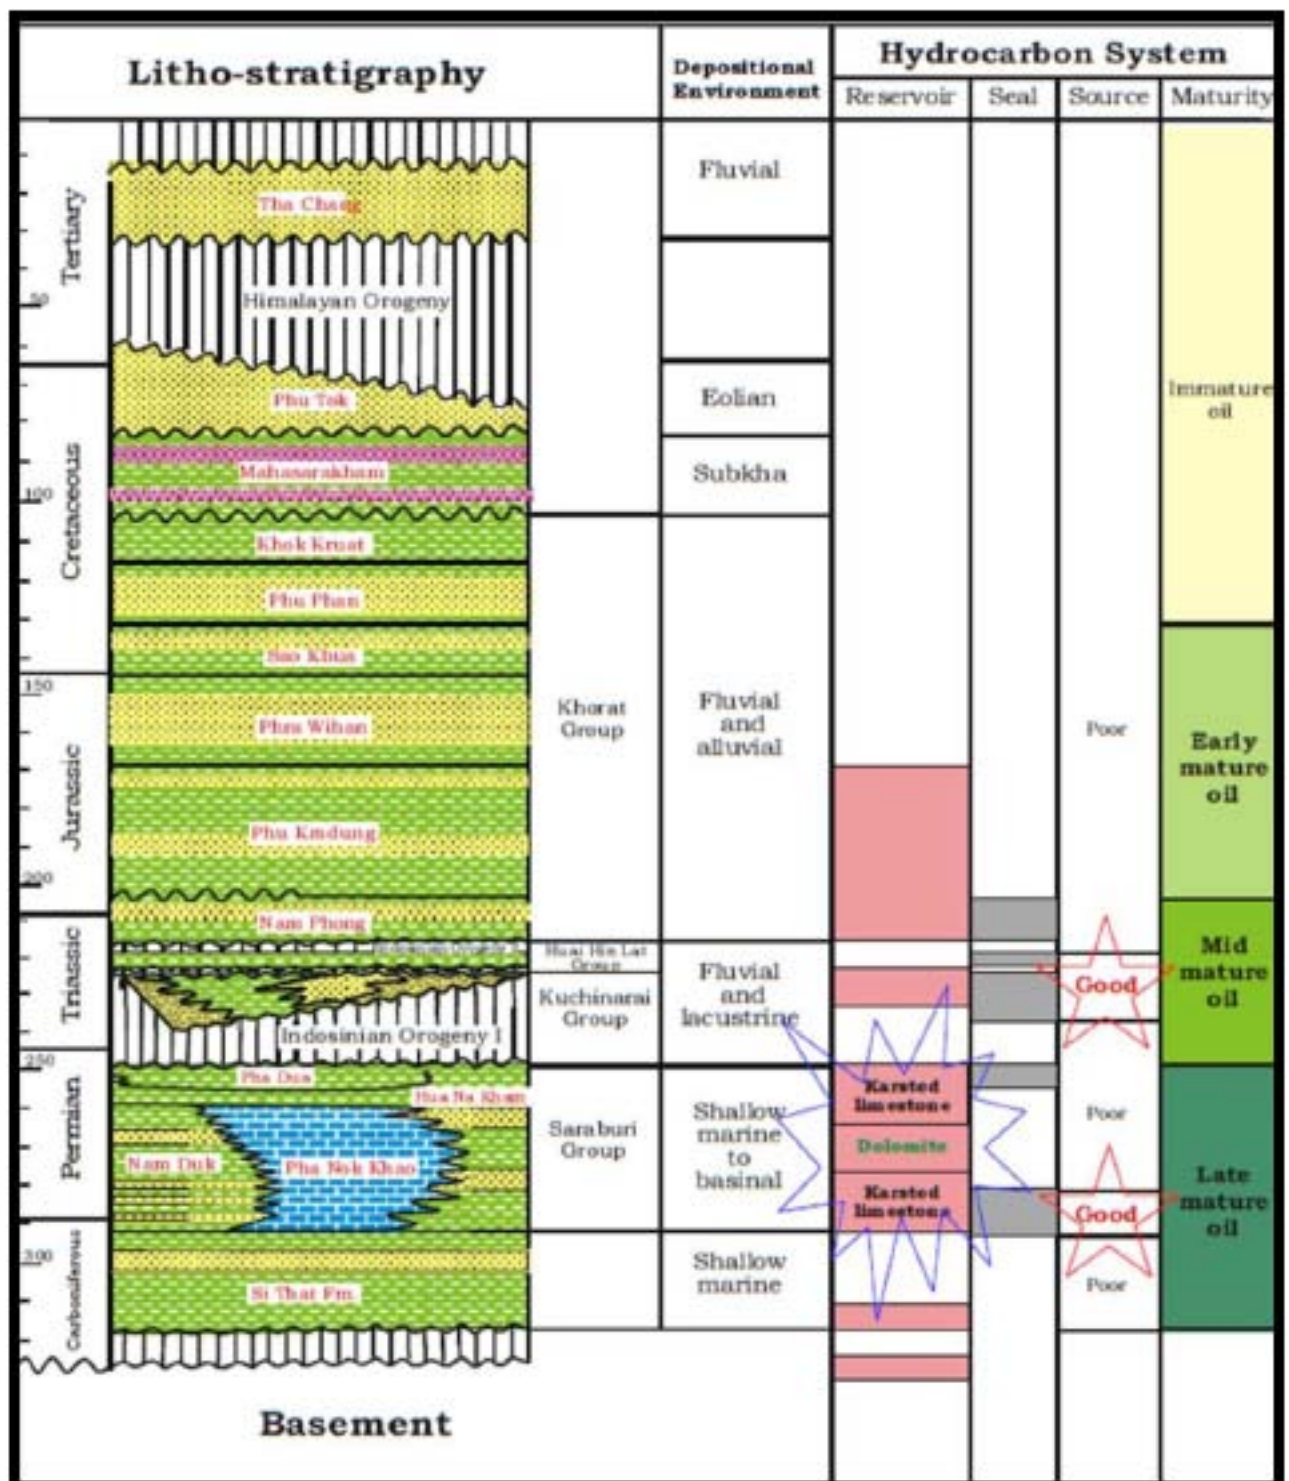 Litho-stratigraphy
Depositional
Environment
Hydrocarbon System
Reservoir
Seal
Source
Maturity
Tertiary
50
Cretaceous
100
150
Jurassic
200
Triassic
250
Permian
Carboniferous
Tha Chang
Himalayan Orogeny
Phu Tok
Mahasarakham
Khok Kruat
Phu Phan
Sao Khua
Phra Wihan
Phu Kradung
Nam Phong
Indosinian Orogeny I
Pha Dua
Hua Na Kham
Nam Duk
Pha Nok Khao
Si That Fm.
Basement
Khorat
Group
Huai Hin Lat
Group
Kuchinarai
Group
Saraburi
Group
Fluvial
Eolian
Subkha
Fluvial
and
alluvial
Fluvial
and
lacustrine
Shallow
marine
to
basinal
Shallow
marine
Karsted
limestone
Dolomite
Karsted
limestone
Poor
Good
Poor
Good
Poor
Immature
oil
Early
mature
oil
Mid
mature
oil
Late
mature
oil